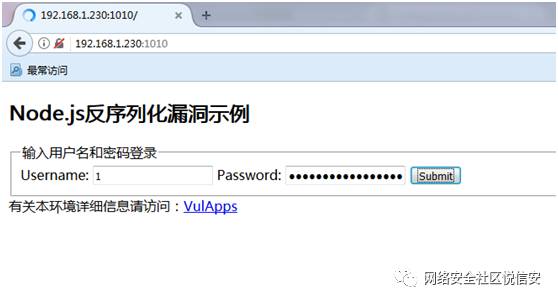 192.168.1.230:1010/
192.168.1.230:1010
最常访问
Node.js反序列化漏洞示例
输入用户名和密码登录
Username: 1 Password: ●●●●●●●●●●●●●●●●● Submit
有关本环境详细信息请访问：VulApps
网络安全社区悦信安